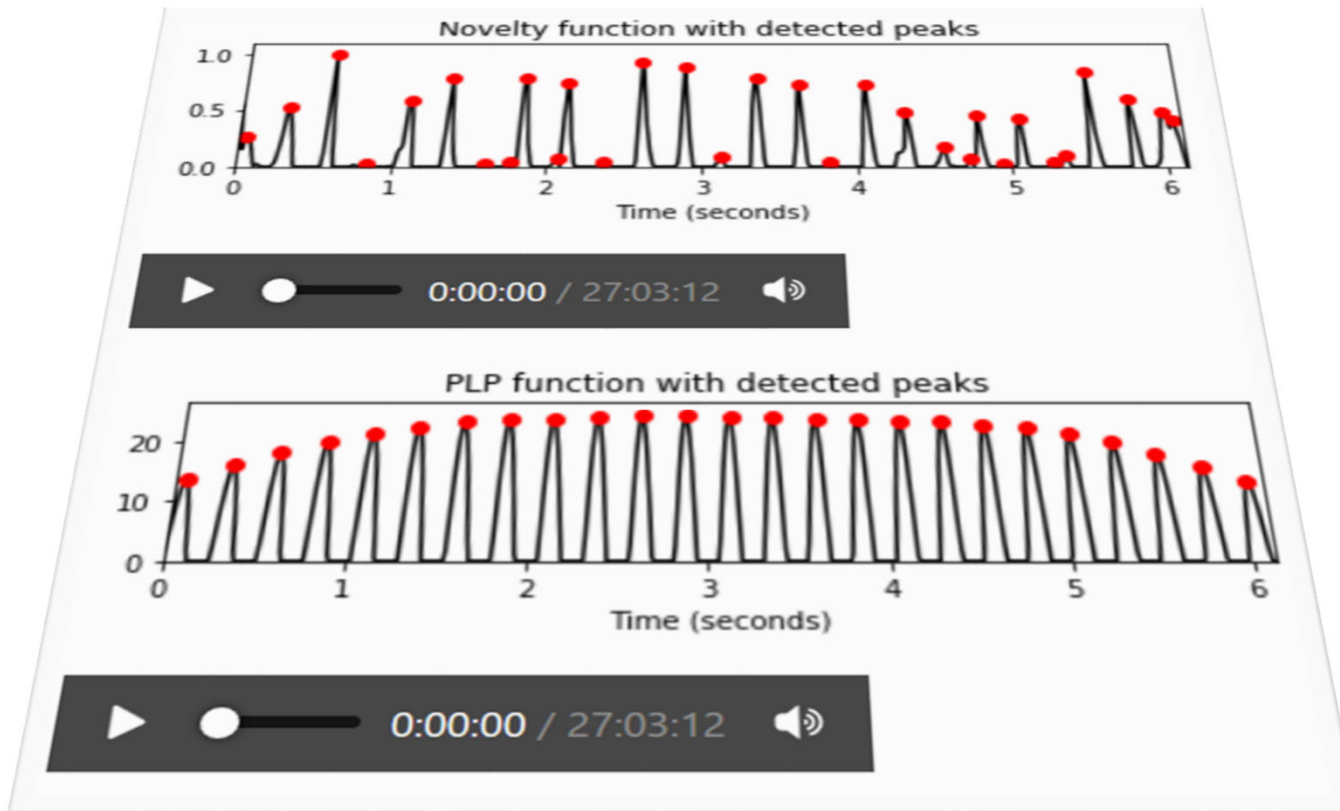 Novelty function with detected peaks
1.0
0.5
0.0
0 1 2 3 4 5 6
Time (seconds)
0:00:00 / 27:03:12
PLP function with detected peaks
20
10
0
0 1 2 3 4 5 6
Time (seconds)
0:00:00 / 27:03:12